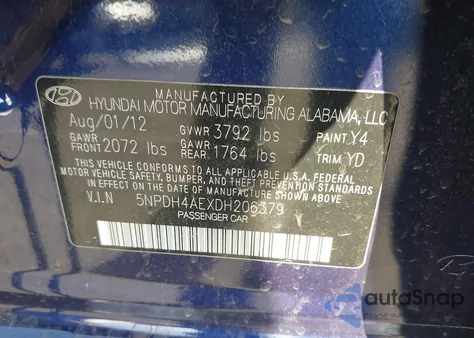 MANUFACTURED BY
HYUNDAI MOTOR MANUFACTURING ALABAMA, LLC
Aug/01/12 GVWR 3792 lbs PAINT Y4
GAWR FRONT 2072 lbs GAWR REAR 1764 lbs TRIM YD
THIS VEHICLE CONFORMS TO ALL APPLICABLE U.S.A. FEDERAL
MOTOR VEHICLE SAFETY, BUMPER, AND THEFT PREVENTION STANDARDS
IN EFFECT ON THE DATE OF MANUFACTURE SHOWN ABOVE.
V.I.N 5NPDH4AEXDH206379
PASSENGER CAR
autoSnap